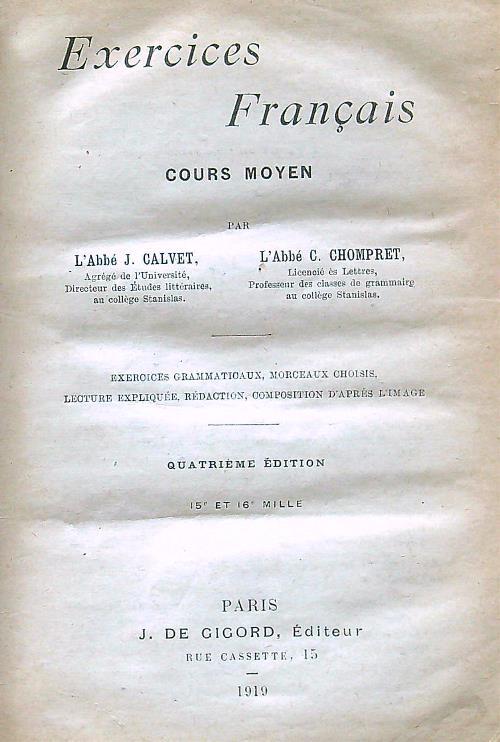 Exercices
Français
COURS MOYEN
PAR
L'Abbé J. CALVET,
Agrégé de l'Université,
Directeur des Études littéraires,
au collège Stanislas.
L'Abbé C. CHOMPRET,
Licencié ès Lettres,
Professeur des classes de grammaire
au collège Stanislas.
EXERCICES GRAMMATICAUX, MORCEAUX CHOISIS,
LECTURE EXPLIQUÉE, RÉDACTION, COMPOSITION D'APRÈS L'IMAGE
QUATRIÈME ÉDITION
15e ET 16e MILLE
PARIS
J. DE GIGORD, Éditeur
RUE CASSETTE, 15
1919